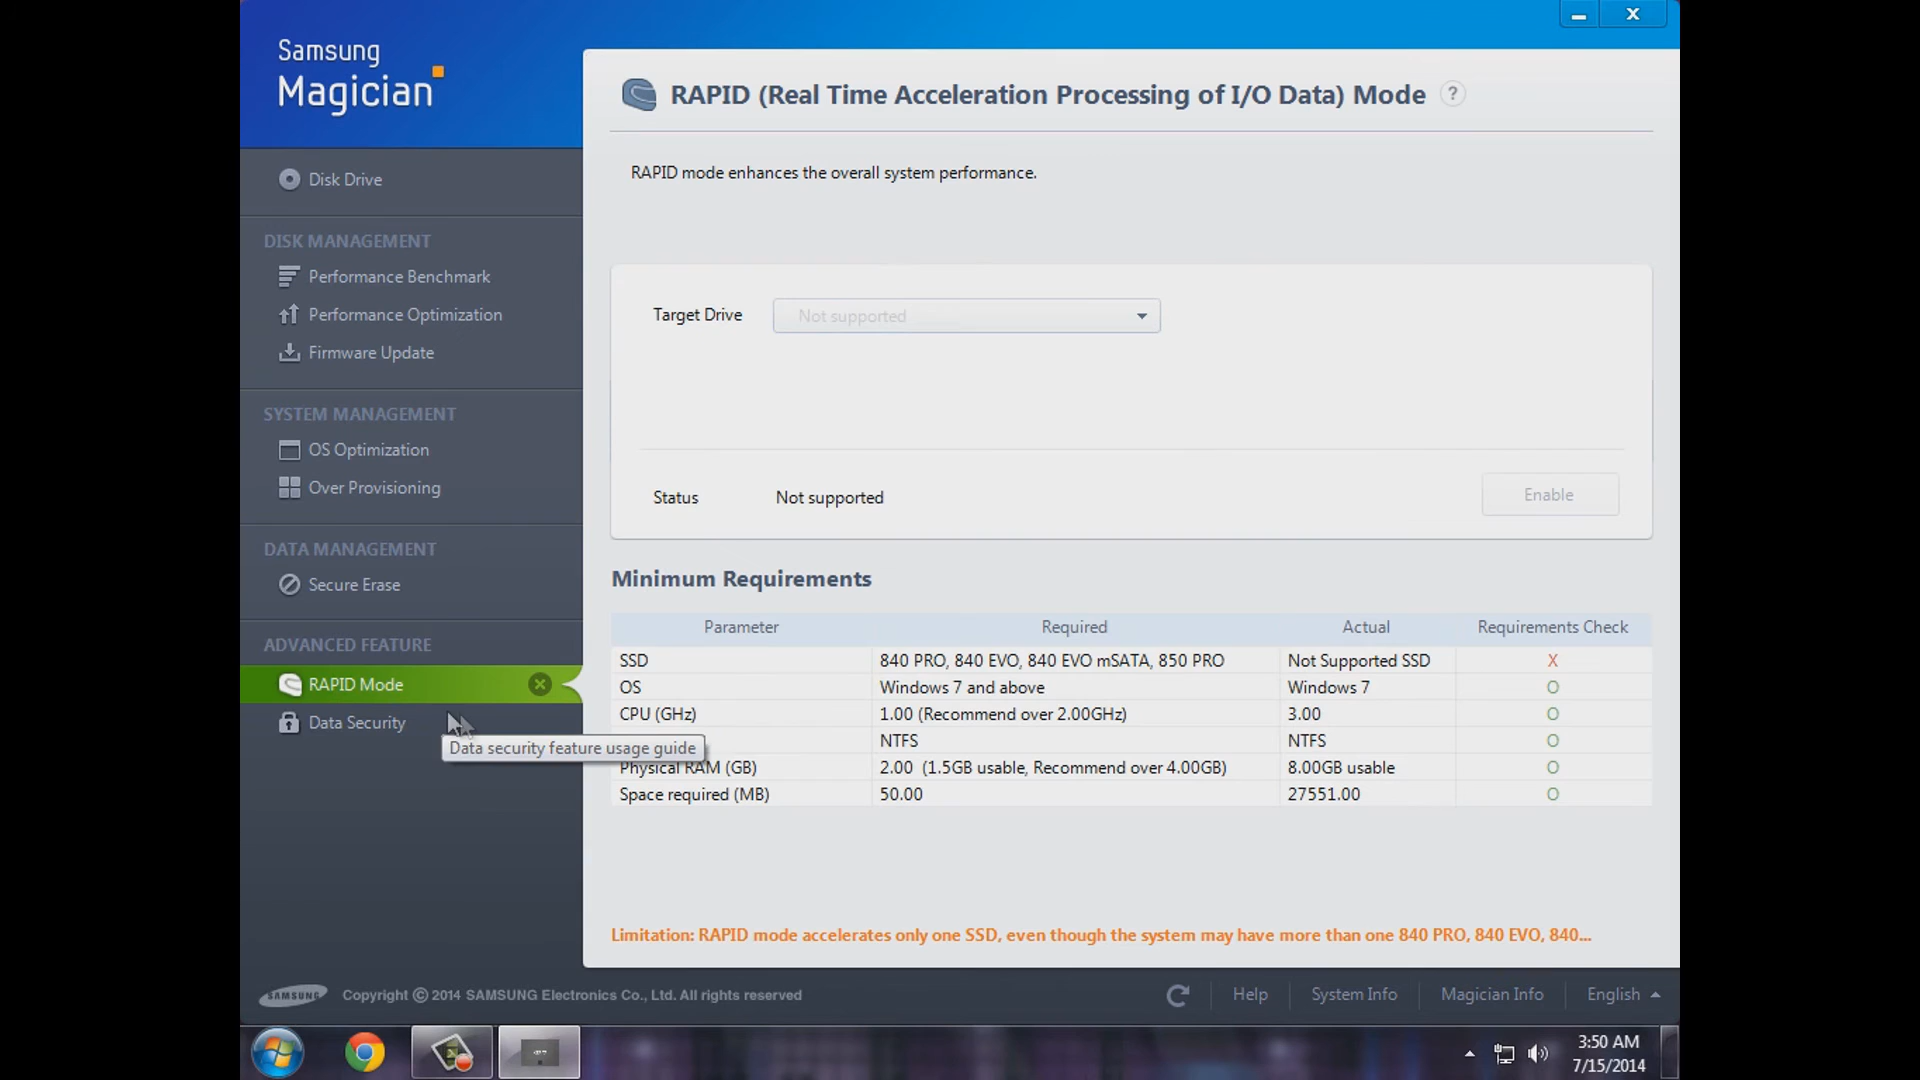 Samsung
Magician
RAPID (Real Time Acceleration Processing of I/O Data) Mode ?
RAPID mode enhances the overall system performance.
Disk Drive
DISK MANAGEMENT
Performance Benchmark
Performance Optimization
Firmware Update
SYSTEM MANAGEMENT
OS Optimization
Over Provisioning
DATA MANAGEMENT
Secure Erase
ADVANCED FEATURE
RAPID Mode
Data Security
Data security feature usage guide
Target Drive Not supported
Status Not supported Enable
Minimum Requirements
Parameter Required Actual Requirements Check
SSD 840 PRO, 840 EVO, 840 EVO mSATA, 850 PRO Not Supported SSD X
OS Windows 7 and above Windows 7 O
CPU (GHz) 1.00 (Recommend over 2.00GHz) 3.00 O
NTFS NTFS O
Physical RAM (GB) 2.00 (1.5GB usable, Recommend over 4.00GB) 8.00GB usable O
Space required (MB) 50.00 27551.00 O
Limitation: RAPID mode accelerates only one SSD, even though the system may have more than one 840 PRO, 840 EVO, 840...
SAMSUNG Copyright © 2014 SAMSUNG Electronics Co., Ltd. All rights reserved
Help System Info Magician Info English
3:50 AM
7/15/2014